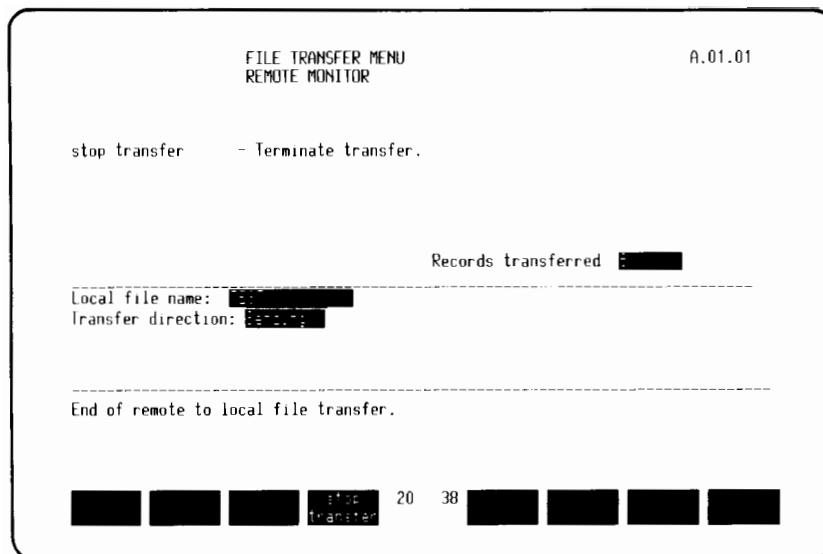 FILE TRANSFER MENU A.01.01
REMOTE MONITOR
stop transfer - Terminate transfer.
Records transferred
Local file name:
Transfer direction:
End of remote to local file transfer.
stop transfer 20 38